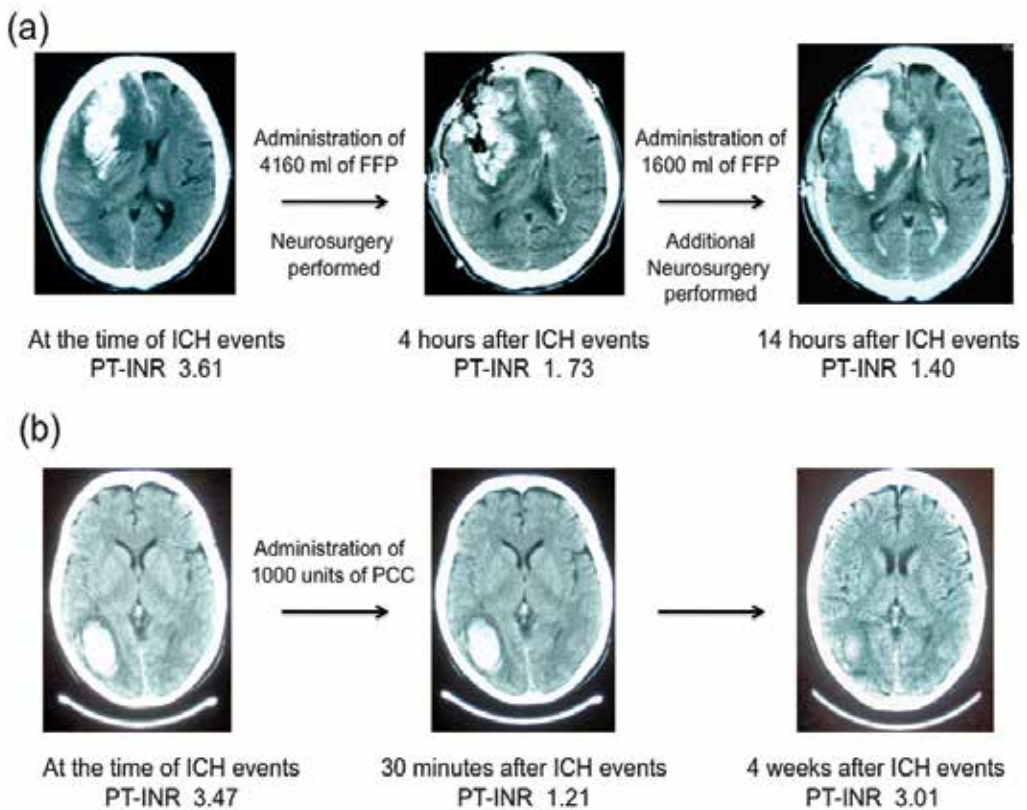 (a)
Administration of
4160 ml of FFP
Neurosurgery
performed
Administration of
1600 ml of FFP
Additional
Neurosurgery
performed
At the time of ICH events
PT-INR 3.61
4 hours after ICH events
PT-INR 1. 73
14 hours after ICH events
PT-INR 1.40
(b)
Administration of
1000 units of PCC
At the time of ICH events
PT-INR 3.47
30 minutes after ICH events
PT-INR 1.21
4 weeks after ICH events
PT-INR 3.01